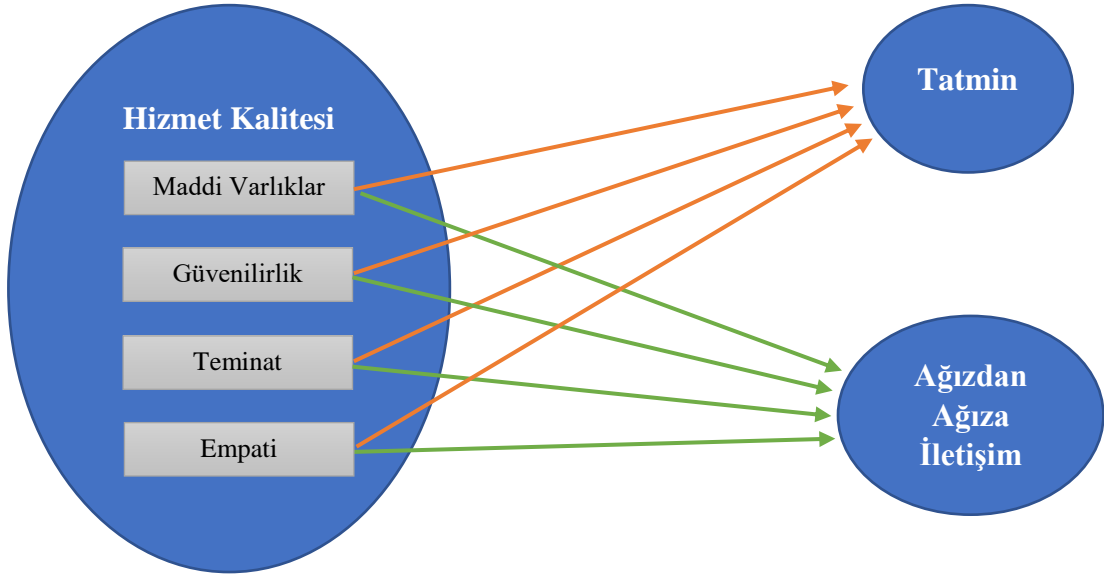 Hizmet Kalitesi
Maddi Varlıklar
Güvenilirlik
Teminat
Empati
Tatmin
Ağızdan
Ağıza
İletişim